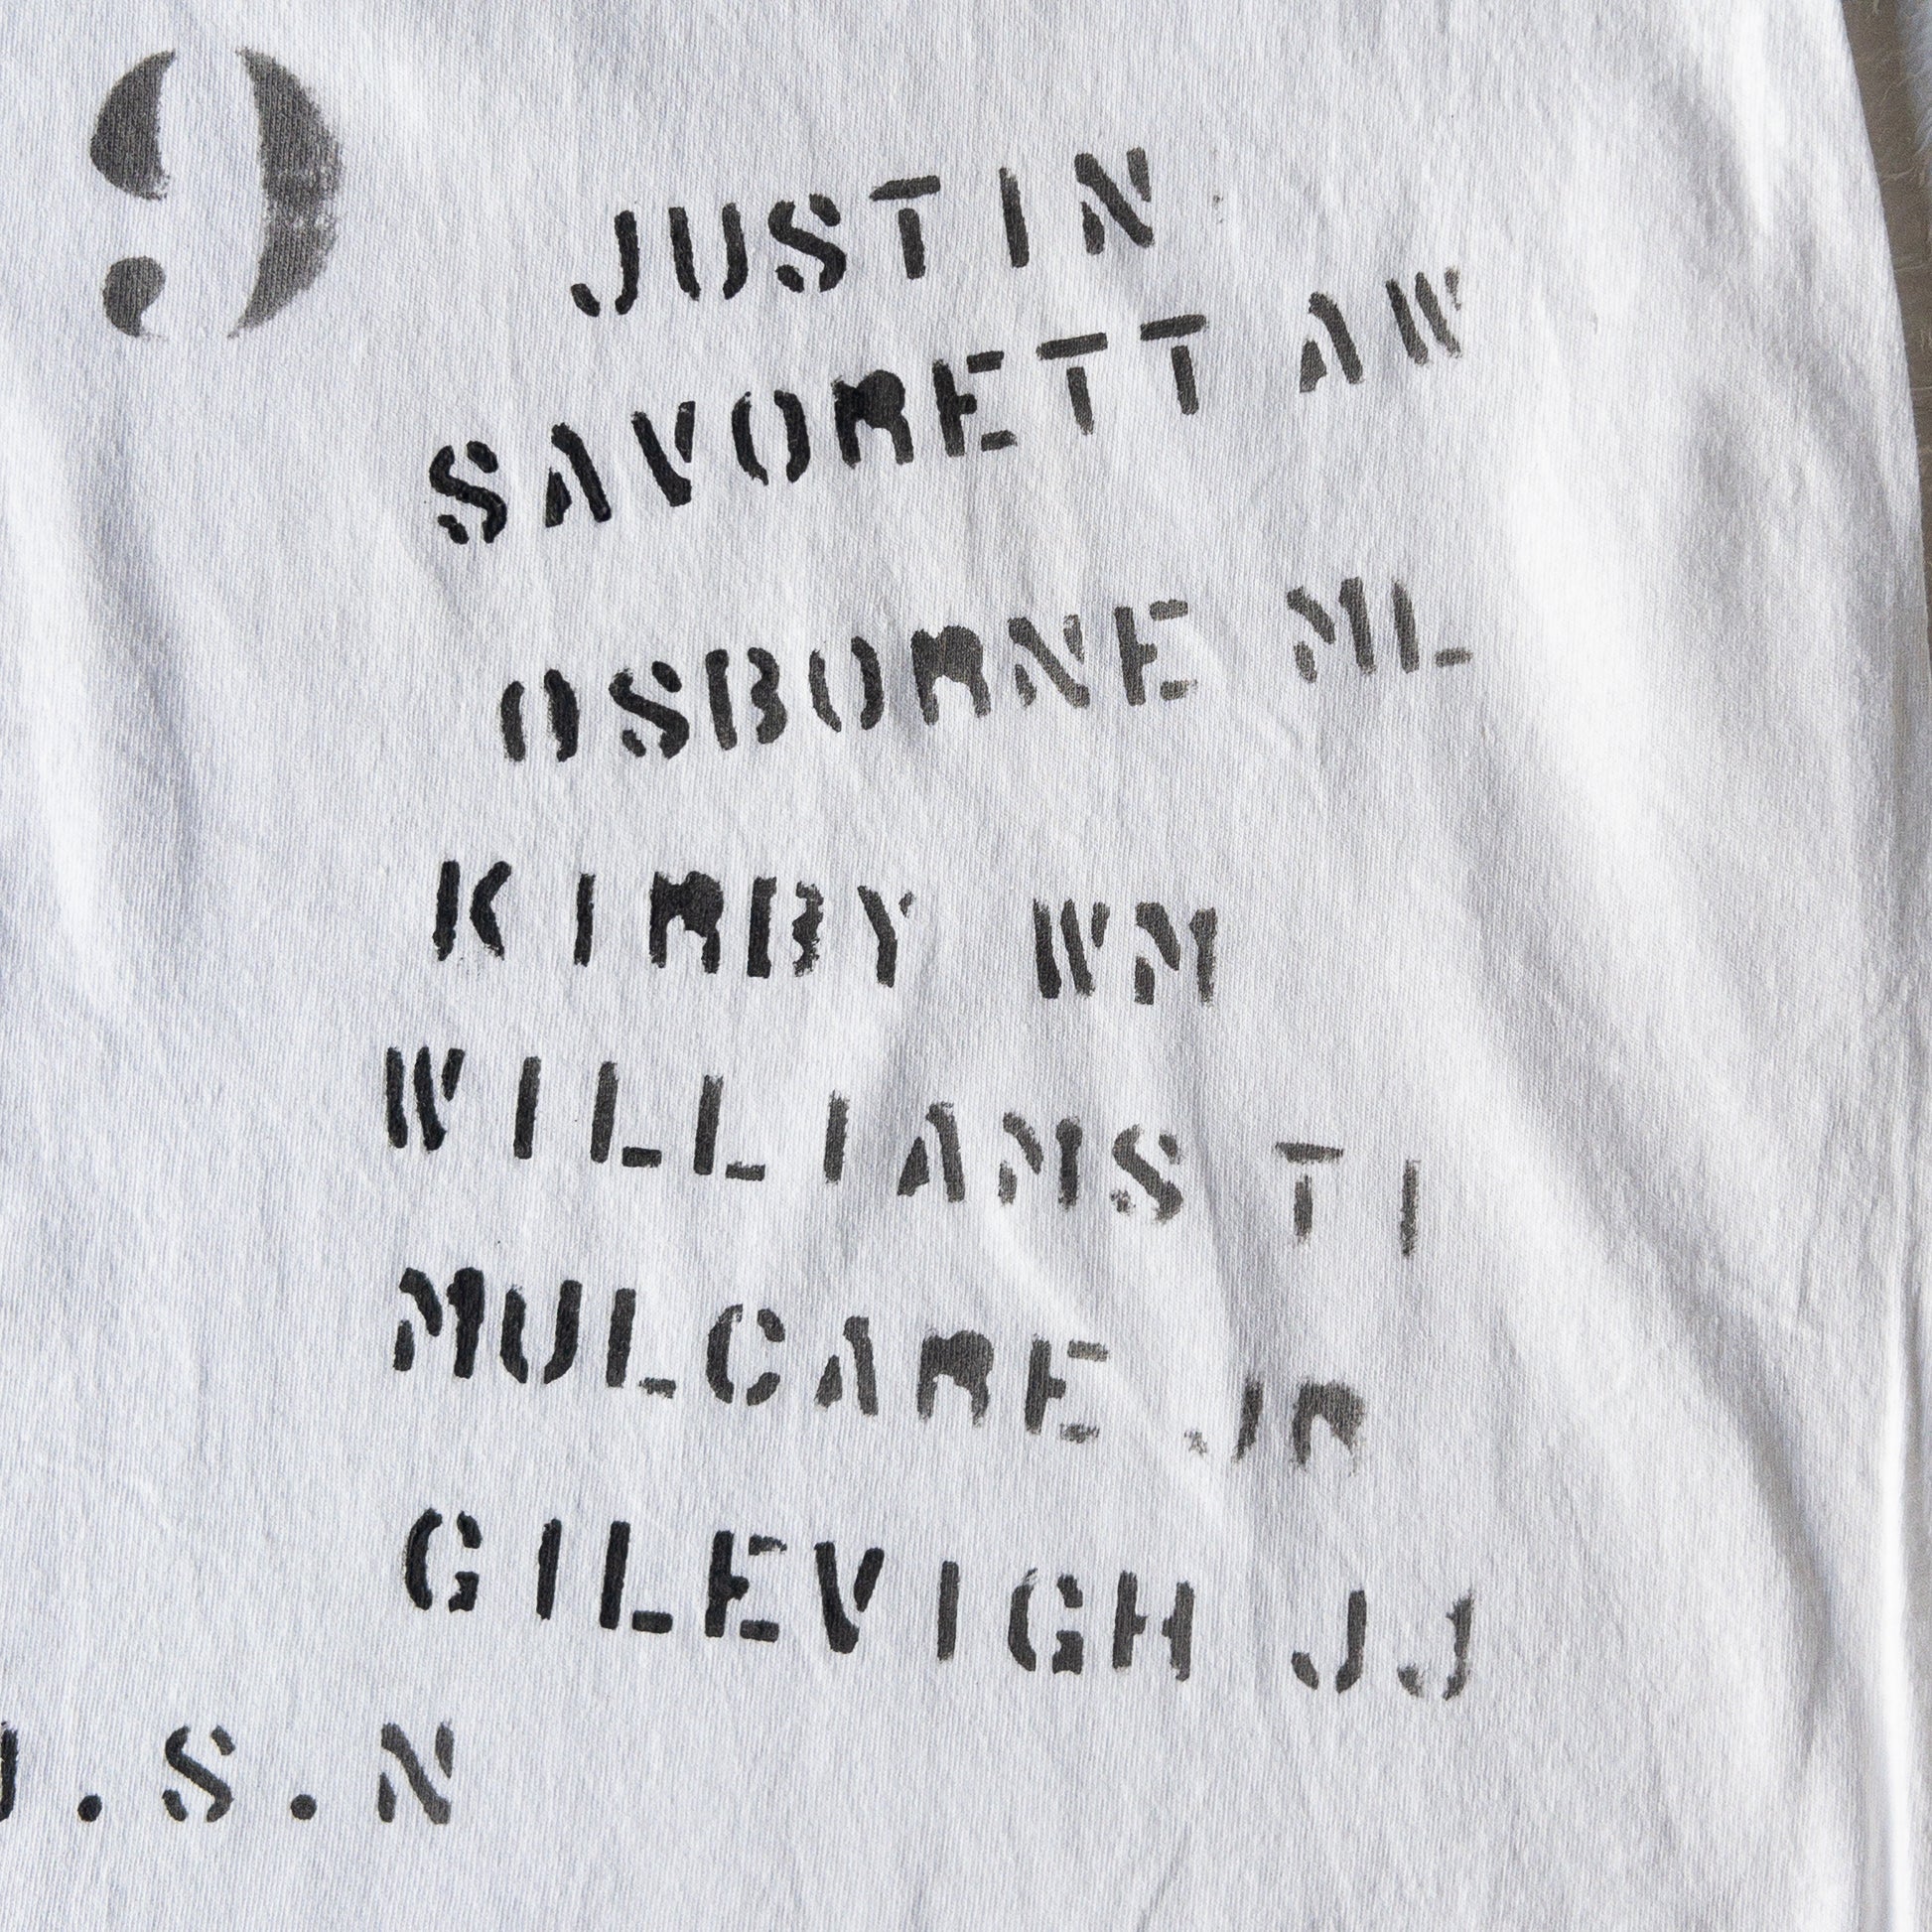 9
JUSTIN
SAVORETT AW
OSBORNE ML
KIRBY WM
WILLIAMS TI
MULCARE JR
GILEVIGH JJ
U.S.N